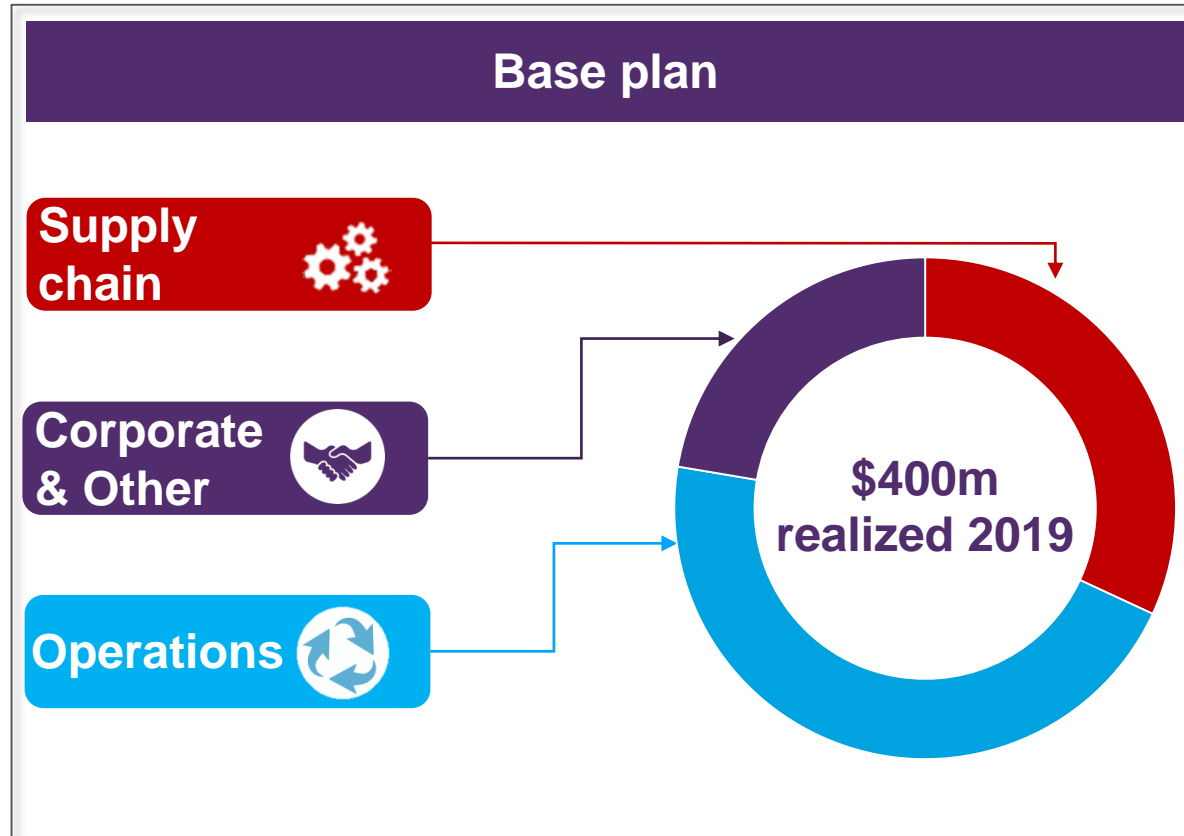 Base plan
Supply
chain
Corporate
& Other
Operations
$400m
realized 2019